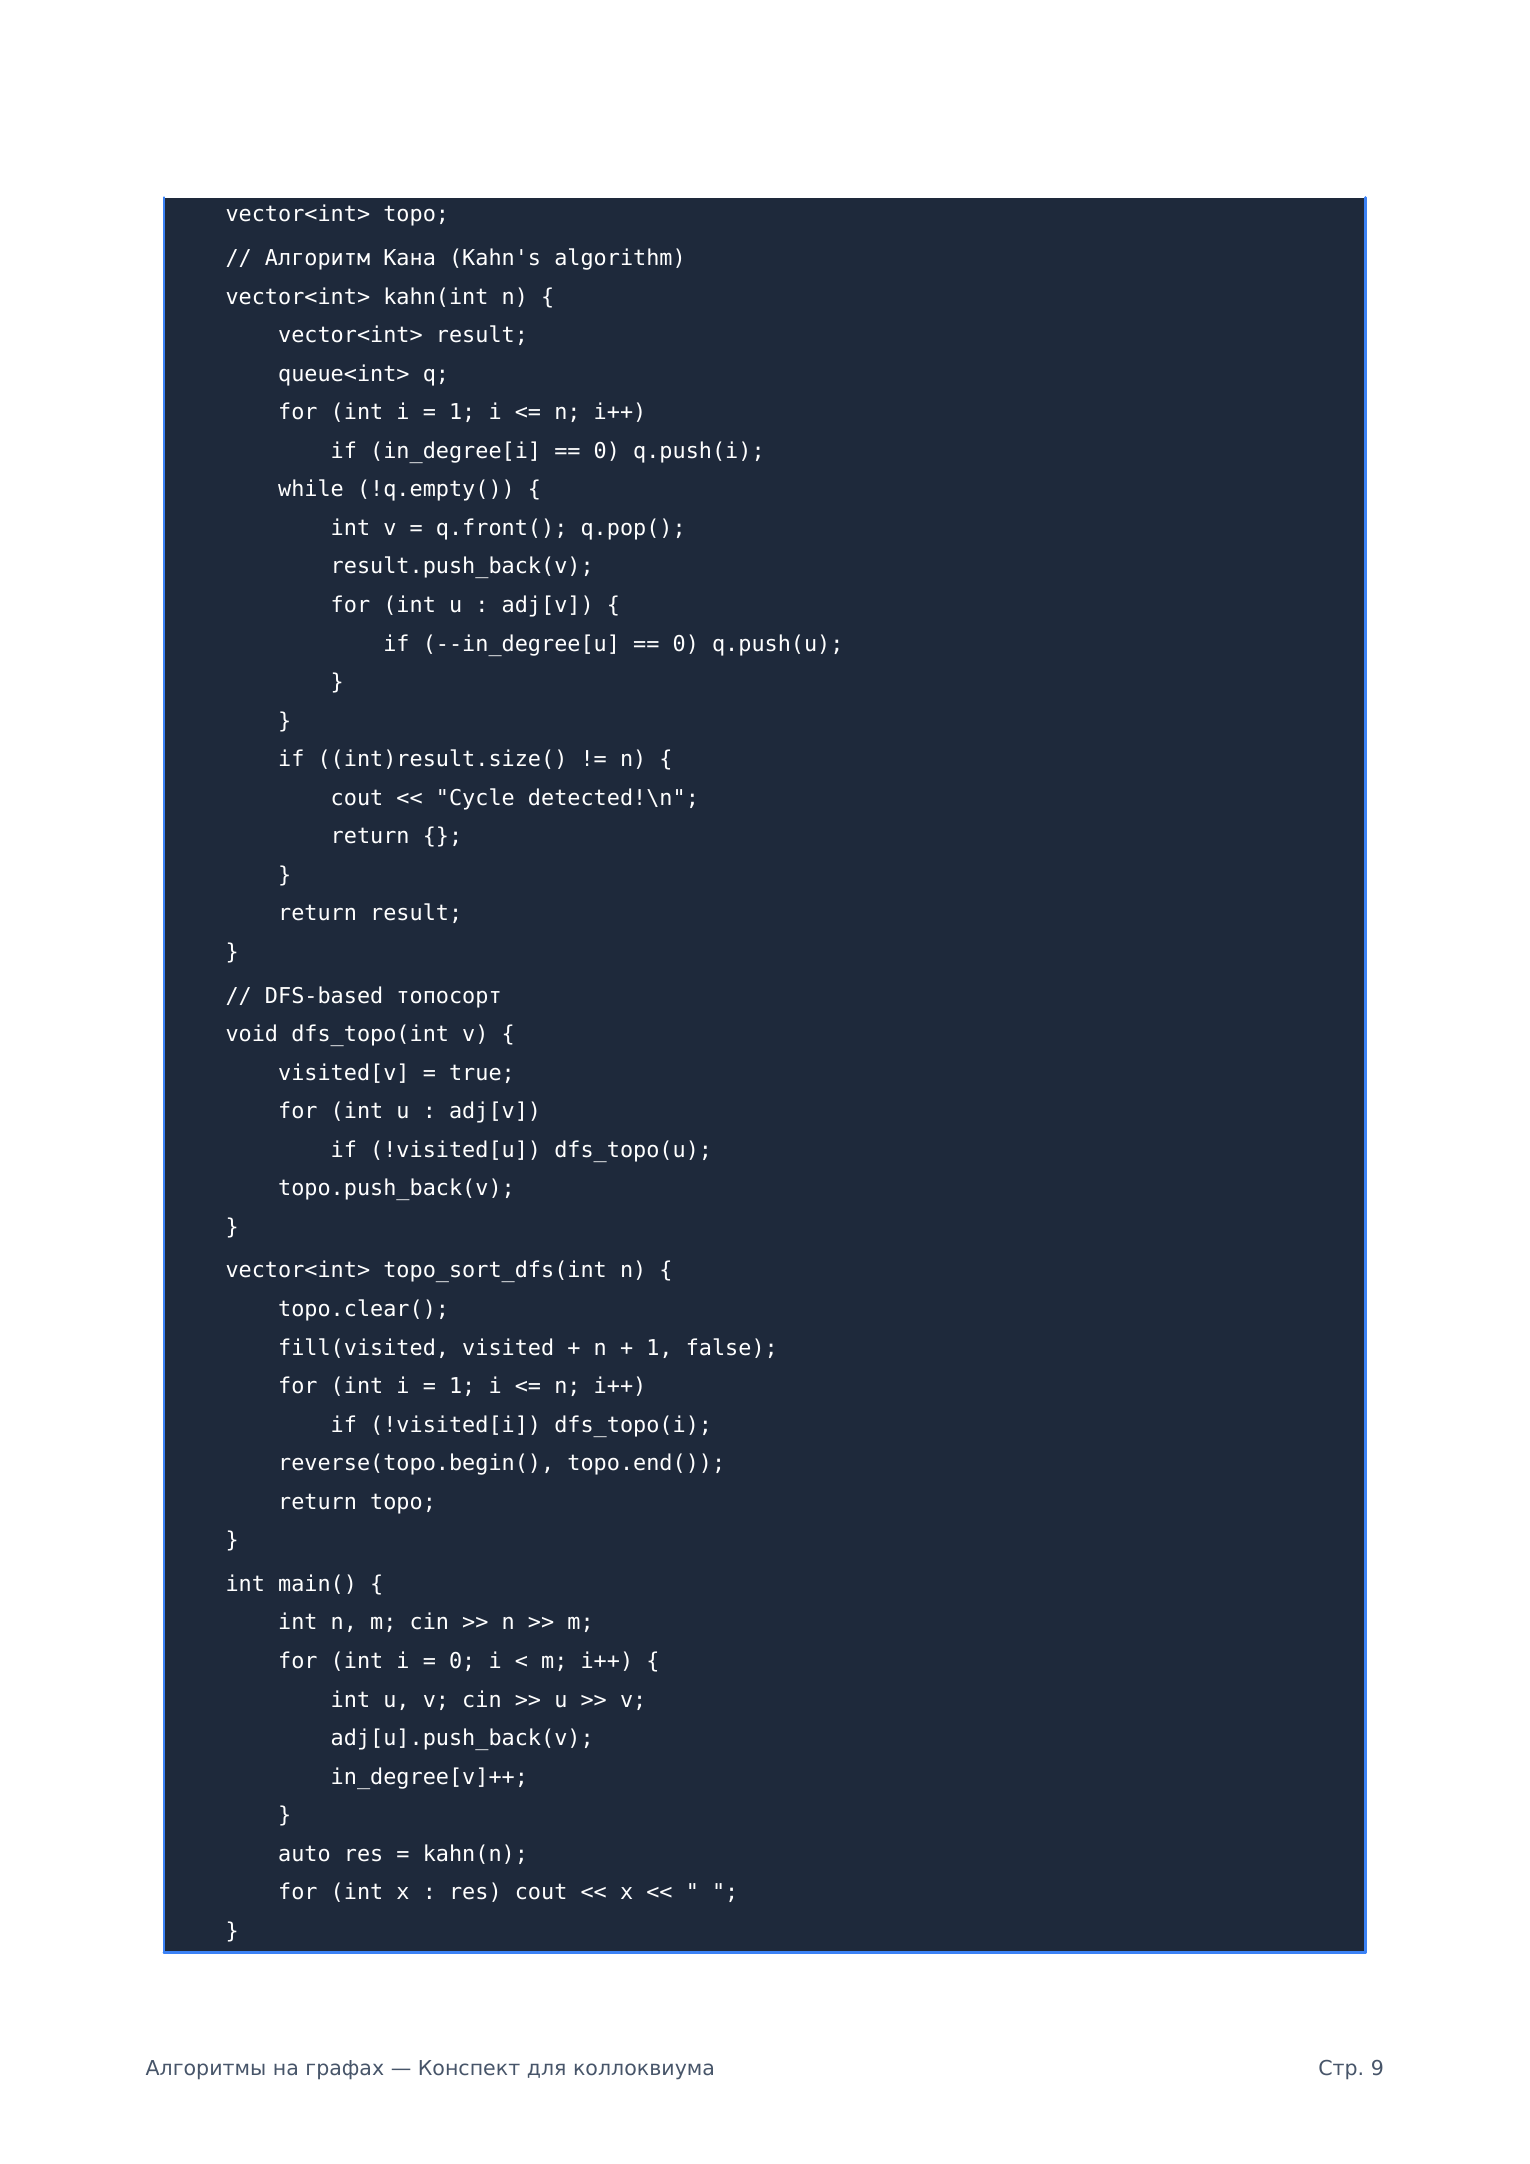 vector<int> topo;
// Алгоритм Кана (Kahn's algorithm)
vector<int> kahn(int n) {
    vector<int> result;
    queue<int> q;
    for (int i = 1; i <= n; i++)
        if (in_degree[i] == 0) q.push(i);
    while (!q.empty()) {
        int v = q.front(); q.pop();
        result.push_back(v);
        for (int u : adj[v]) {
            if (--in_degree[u] == 0) q.push(u);
        }
    }
    if ((int)result.size() != n) {
        cout << "Cycle detected!\n";
        return {};
    }
    return result;
}
// DFS-based топосорт
void dfs_topo(int v) {
    visited[v] = true;
    for (int u : adj[v])
        if (!visited[u]) dfs_topo(u);
    topo.push_back(v);
}
vector<int> topo_sort_dfs(int n) {
    topo.clear();
    fill(visited, visited + n + 1, false);
    for (int i = 1; i <= n; i++)
        if (!visited[i]) dfs_topo(i);
    reverse(topo.begin(), topo.end());
    return topo;
}
int main() {
    int n, m; cin >> n >> m;
    for (int i = 0; i < m; i++) {
        int u, v; cin >> u >> v;
        adj[u].push_back(v);
        in_degree[v]++;
    }
    auto res = kahn(n);
    for (int x : res) cout << x << " ";
}
Алгоритмы на графах — Конспект для коллоквиума
Стр. 9